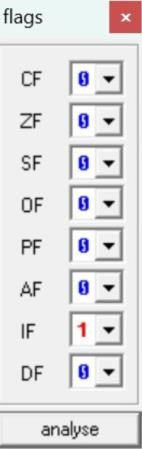 flags
CF 0
ZF 0
SF 0
OF 0
PF 0
AF 0
IF 1
DF 0
analyse